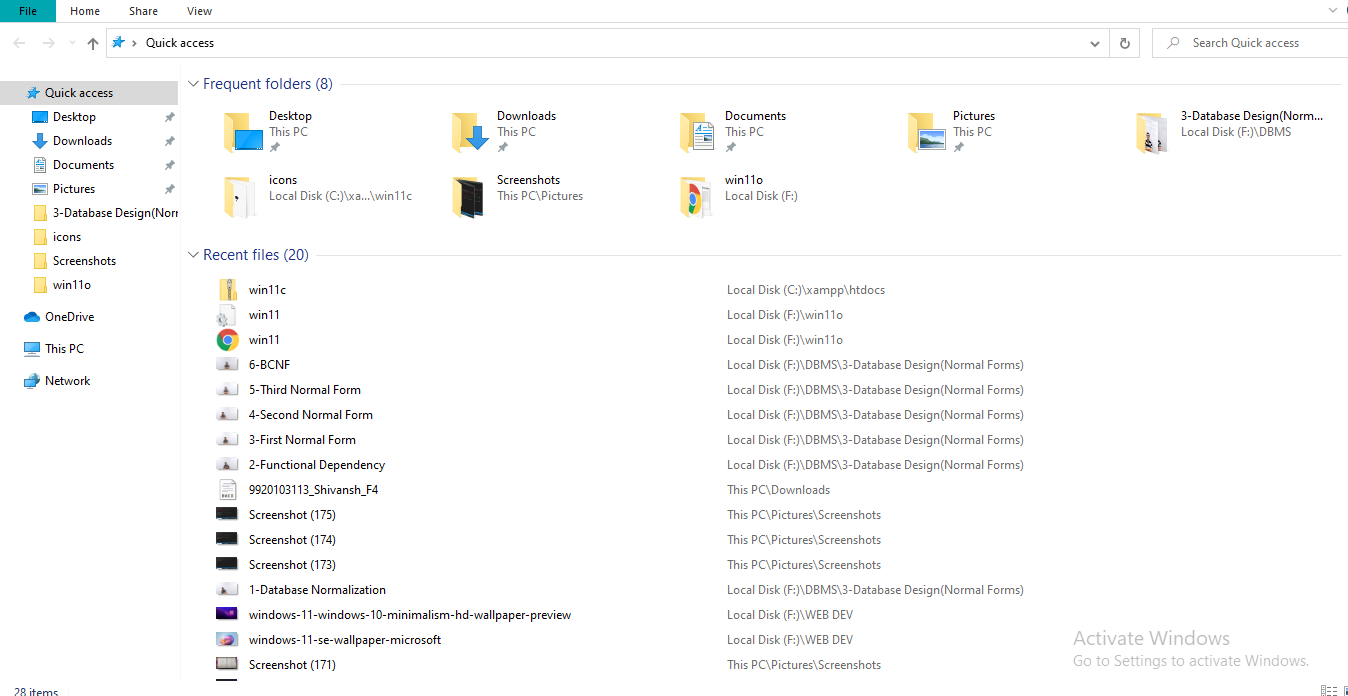 File Home Share View
Quick access
Search Quick access
Quick access
Desktop
Downloads
Documents
Pictures
3-Database Design(Norr
icons
Screenshots
win11o
OneDrive
This PC
Network
Frequent folders (8)
Desktop
This PC
Downloads
This PC
Documents
This PC
Pictures
This PC
3-Database Design(Norm...
Local Disk (F:)\DBMS
icons
Local Disk (C:)\xa...\win11c
Screenshots
This PC\Pictures
win11o
Local Disk (F:)
Recent files (20)
win11c Local Disk (C:)\xampp\htdocs
win11 Local Disk (F:)\win11o
win11 Local Disk (F:)\win11o
6-BCNF Local Disk (F:)\DBMS\3-Database Design(Normal Forms)
5-Third Normal Form Local Disk (F:)\DBMS\3-Database Design(Normal Forms)
4-Second Normal Form Local Disk (F:)\DBMS\3-Database Design(Normal Forms)
3-First Normal Form Local Disk (F:)\DBMS\3-Database Design(Normal Forms)
2-Functional Dependency Local Disk (F:)\DBMS\3-Database Design(Normal Forms)
9920103113_Shivansh_F4 This PC\Downloads
Screenshot (175) This PC\Pictures\Screenshots
Screenshot (174) This PC\Pictures\Screenshots
Screenshot (173) This PC\Pictures\Screenshots
1-Database Normalization Local Disk (F:)\DBMS\3-Database Design(Normal Forms)
windows-11-windows-10-minimalism-hd-wallpaper-preview Local Disk (F:)\WEB DEV
windows-11-se-wallpaper-microsoft Local Disk (F:)\WEB DEV
Screenshot (171) This PC\Pictures\Screenshots
Activate Windows
Go to Settings to activate Windows.
28 items